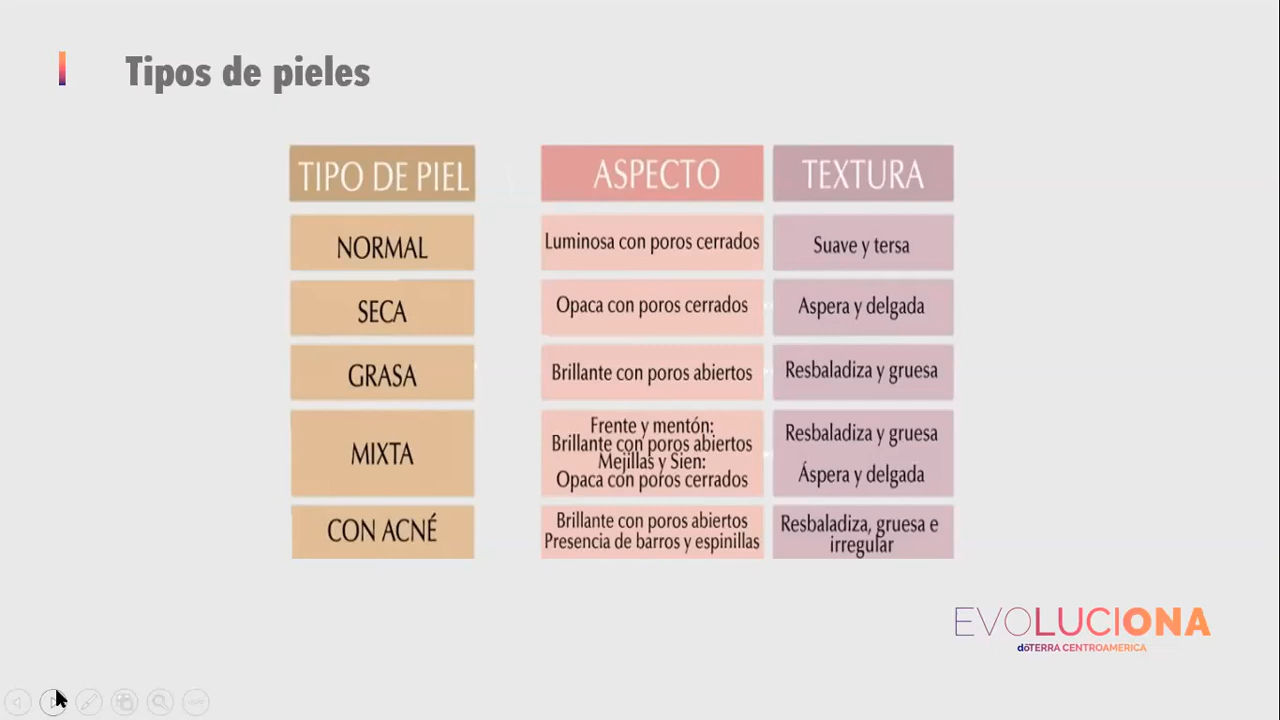 Tipos de pieles
TIPO DE PIEL
ASPECTO
TEXTURA
NORMAL
Luminosa con poros cerrados
Suave y tersa
SECA
Opaca con poros cerrados
Aspera y delgada
GRASA
Brillante con poros abiertos
Resbaladiza y gruesa
MIXTA
Frente y mentón:
Brillante con poros abiertos
Mejillas y Sien:
Opaca con poros cerrados
Resbaladiza y gruesa
Áspera y delgada
CON ACNÉ
Brillante con poros abiertos
Presencia de barros y espinillas
Resbaladiza, gruesa e
irregular
EVOLUCIONA
dōTERRA CENTROAMERICA